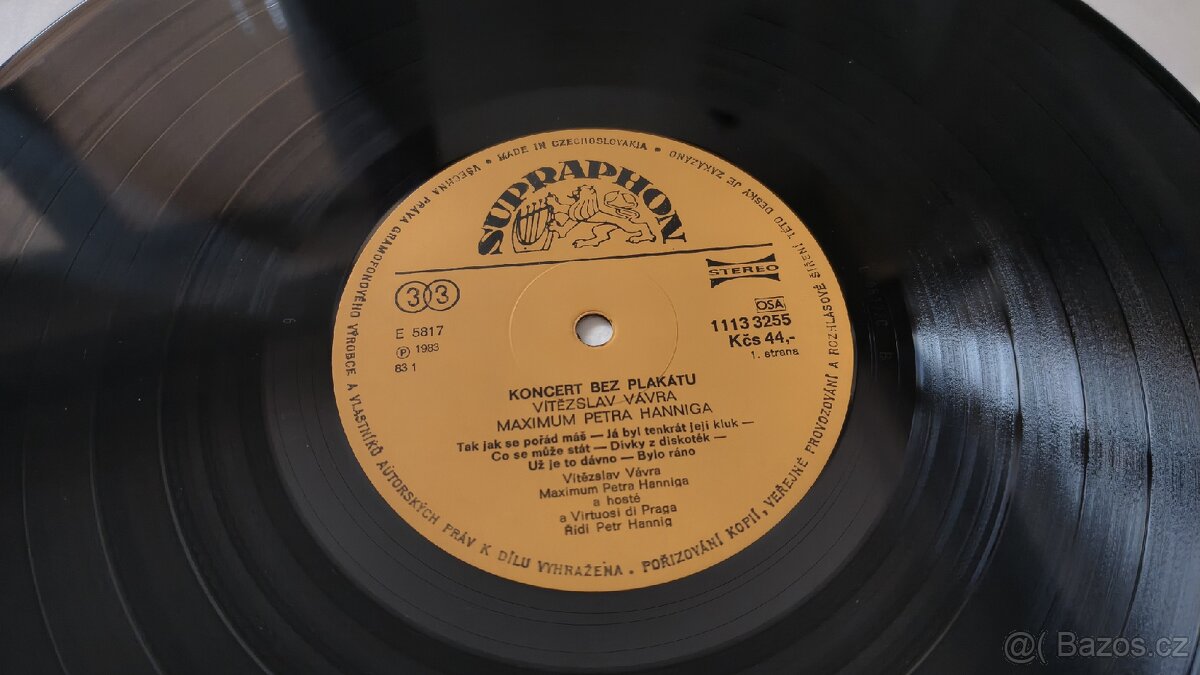 VŠECHNA PRÁVA GRAMOFONOVÉHO VÝROBCE A VLASTNÍKŮ AUTORSKÝCH PRÁV K DÍLU VYHRAŽENA • POŘIZOVÁNÍ KOPIÍ, VEŘEJNÉ PROVOZOVÁNÍ A ROZHLASOVÉ ŠÍŘENÍ TÉTO DESKY JE ZAKÁZÁNO • MADE IN CZECHOSLOVAKIA •
SUPRAPHON
33
STEREO
OSA
E 5817
Ⓟ 1983
83 1
1113 3255
Kčs 44,-
1. strana
KONCERT BEZ PLAKÁTU
VÍTĚZSLAV VÁVRA
MAXIMUM PETRA HANNIGA
Tak jak se pořád máš — Já byl tenkrát její kluk —
Co se může stát — Dívky z diskoték —
Už je to dávno — Bylo ráno
Vítězslav Vávra
Maximum Petra Hanniga
a hosté
a Virtuosi di Praga
Řídí Petr Hannig
@( Bazos.cz